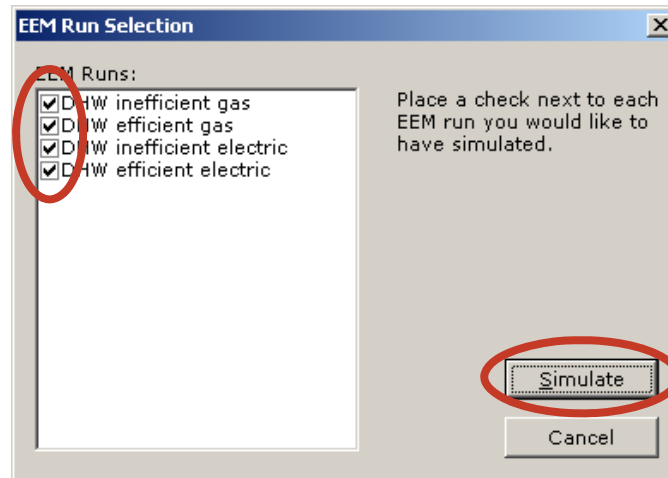 EEM Run Selection
EEM Runs:
DHW inefficient gas
DHW efficient gas
DHW inefficient electric
DHW efficient electric
Place a check next to each
EEM run you would like to
have simulated.
Simulate
Cancel